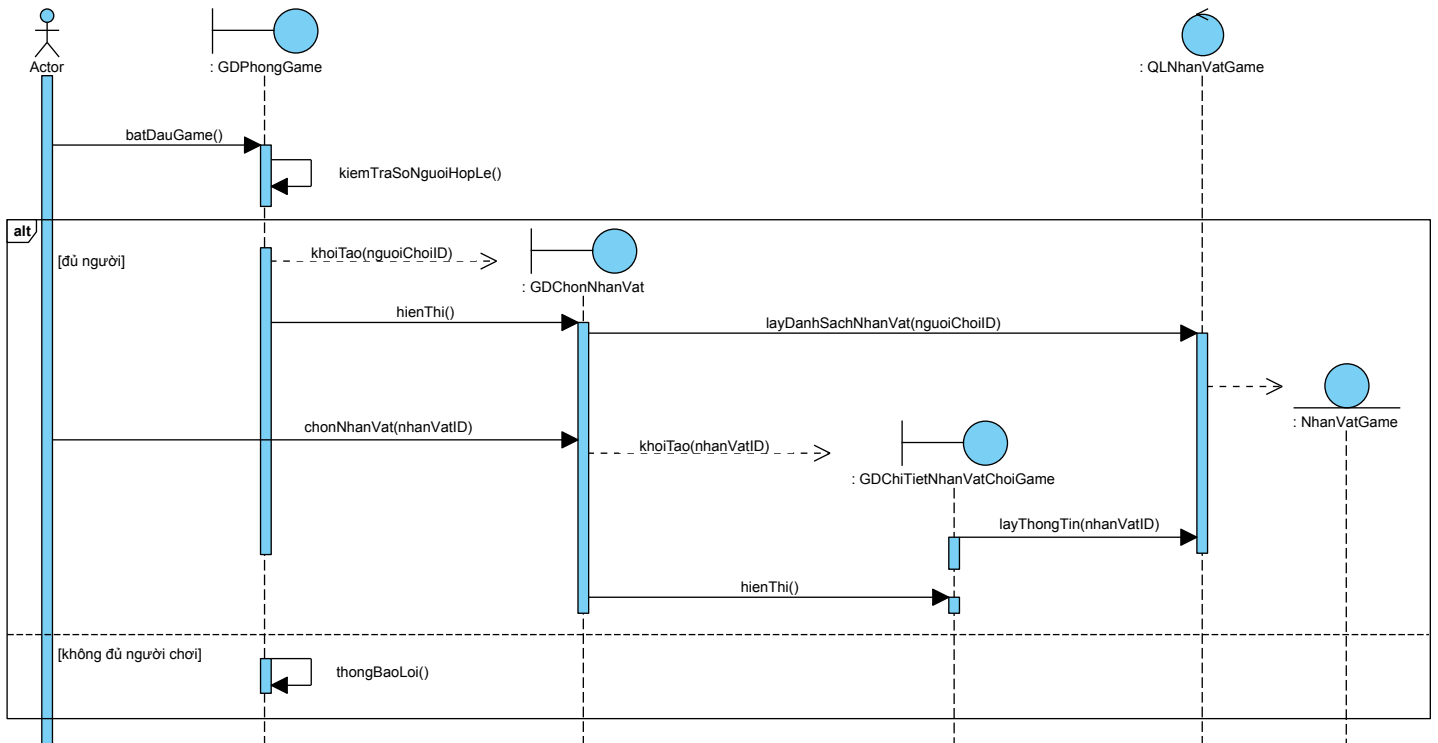 Actor
: GDPhongGame
: QLNhanVatGame
batDauGame()
kiemTraSoNguoiHopLe()
alt
[đủ người]
khoiTao(nguoiChoiID)
: GDChonNhanVat
hienThi()
layDanhSachNhanVat(nguoiChoiID)
: NhanVatGame
chonNhanVat(nhanVatID)
khoiTao(nhanVatID)
: GDChiTietNhanVatChoiGame
layThongTin(nhanVatID)
hienThi()
[không đủ người chơi]
thongBaoLoi()